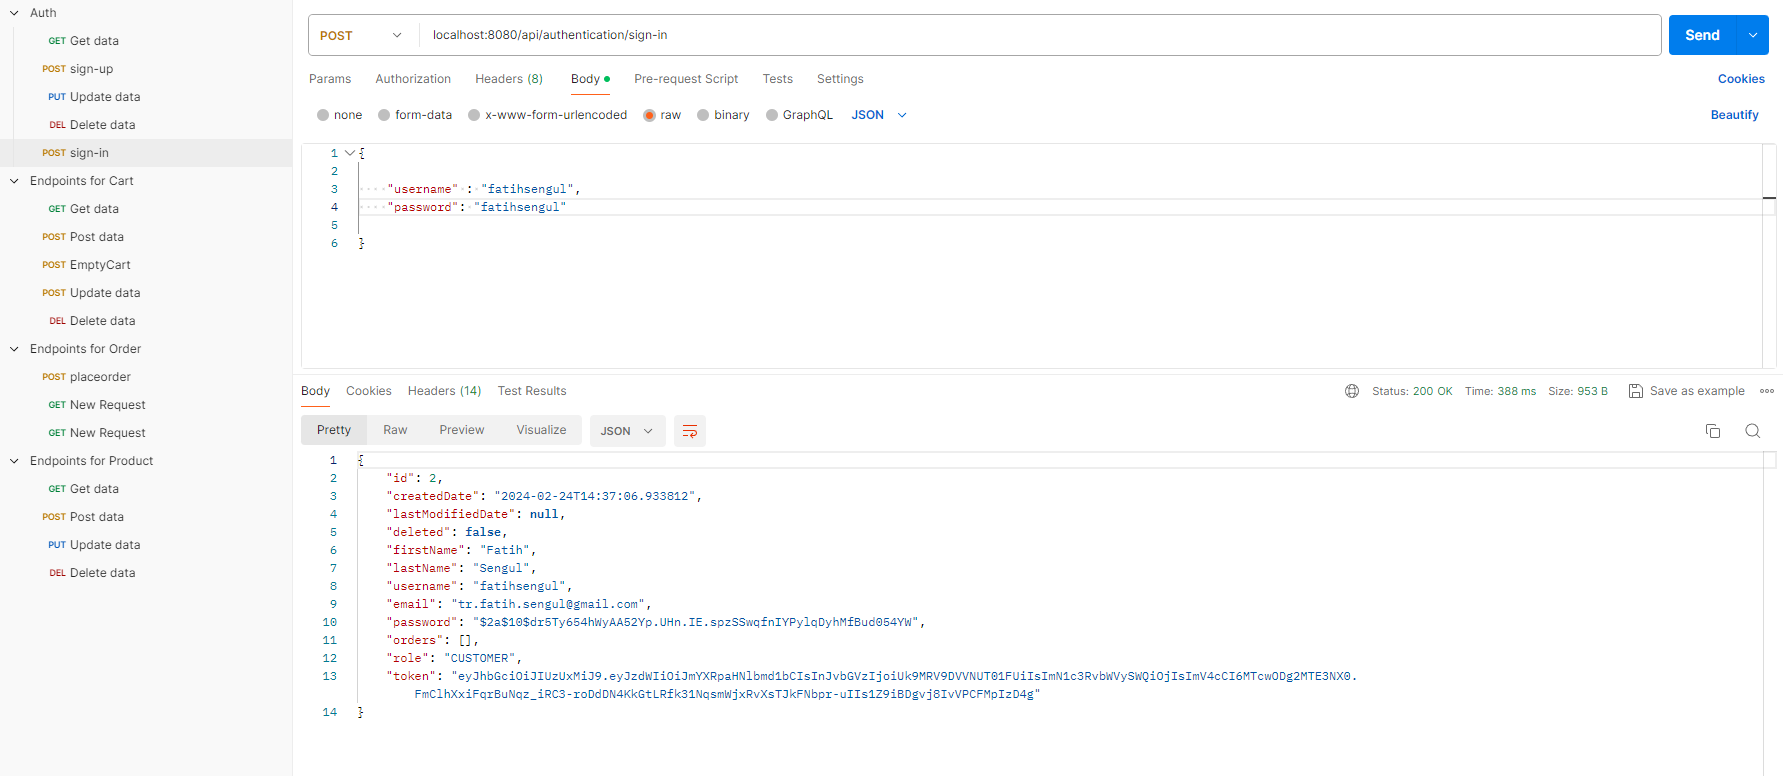 Auth
GET Get data
POST sign-up
PUT Update data
DEL Delete data
POST sign-in
Endpoints for Cart
GET Get data
POST Post data
POST EmptyCart
POST Update data
DEL Delete data
Endpoints for Order
POST placeorder
GET New Request
GET New Request
Endpoints for Product
GET Get data
POST Post data
PUT Update data
DEL Delete data
POST localhost:8080/api/authentication/sign-in Send
Params Authorization Headers (8) Body Pre-request Script Tests Settings Cookies
none form-data x-www-form-urlencoded raw binary GraphQL JSON Beautify
1 {
2
3 "username" : "fatihsengul",
4 "password": "fatihsengul"
5
6 }
Body Cookies Headers (14) Test Results Status: 200 OK Time: 388 ms Size: 953 B Save as example
Pretty Raw Preview Visualize JSON
1 {
2 "id": 2,
3 "createdDate": "2024-02-24T14:37:06.933812",
4 "lastModifiedDate": null,
5 "deleted": false,
6 "firstName": "Fatih",
7 "lastName": "Sengul",
8 "username": "fatihsengul",
9 "email": "tr.fatih.sengul@gmail.com",
10 "password": "$2a$10$dr5Ty654hWyAA52Yp.UHn.IE.spzSSwqfnIYPylqDyhMfBud054YW",
11 "orders": [],
12 "role": "CUSTOMER",
13 "token": "eyJhbGciOiJIUzUxMiJ9.eyJzdWIiOiJmYXRpaHNlbmd1bCIsInJvbGVzIjoiUk9MRV9DVVNUT01FUiIsImN1c3RvbWVySWQiOjIsImV4cCI6MTcwODg2MTE3NX0.
FmClhXxiFqrBuNqz_iRC3-roDdDN4KkGtLRfk31NqsmWjxRvXsTJkFNbpr-uIIs1Z9iBDgvj8IvVPCFMpIzD4g"
14 }